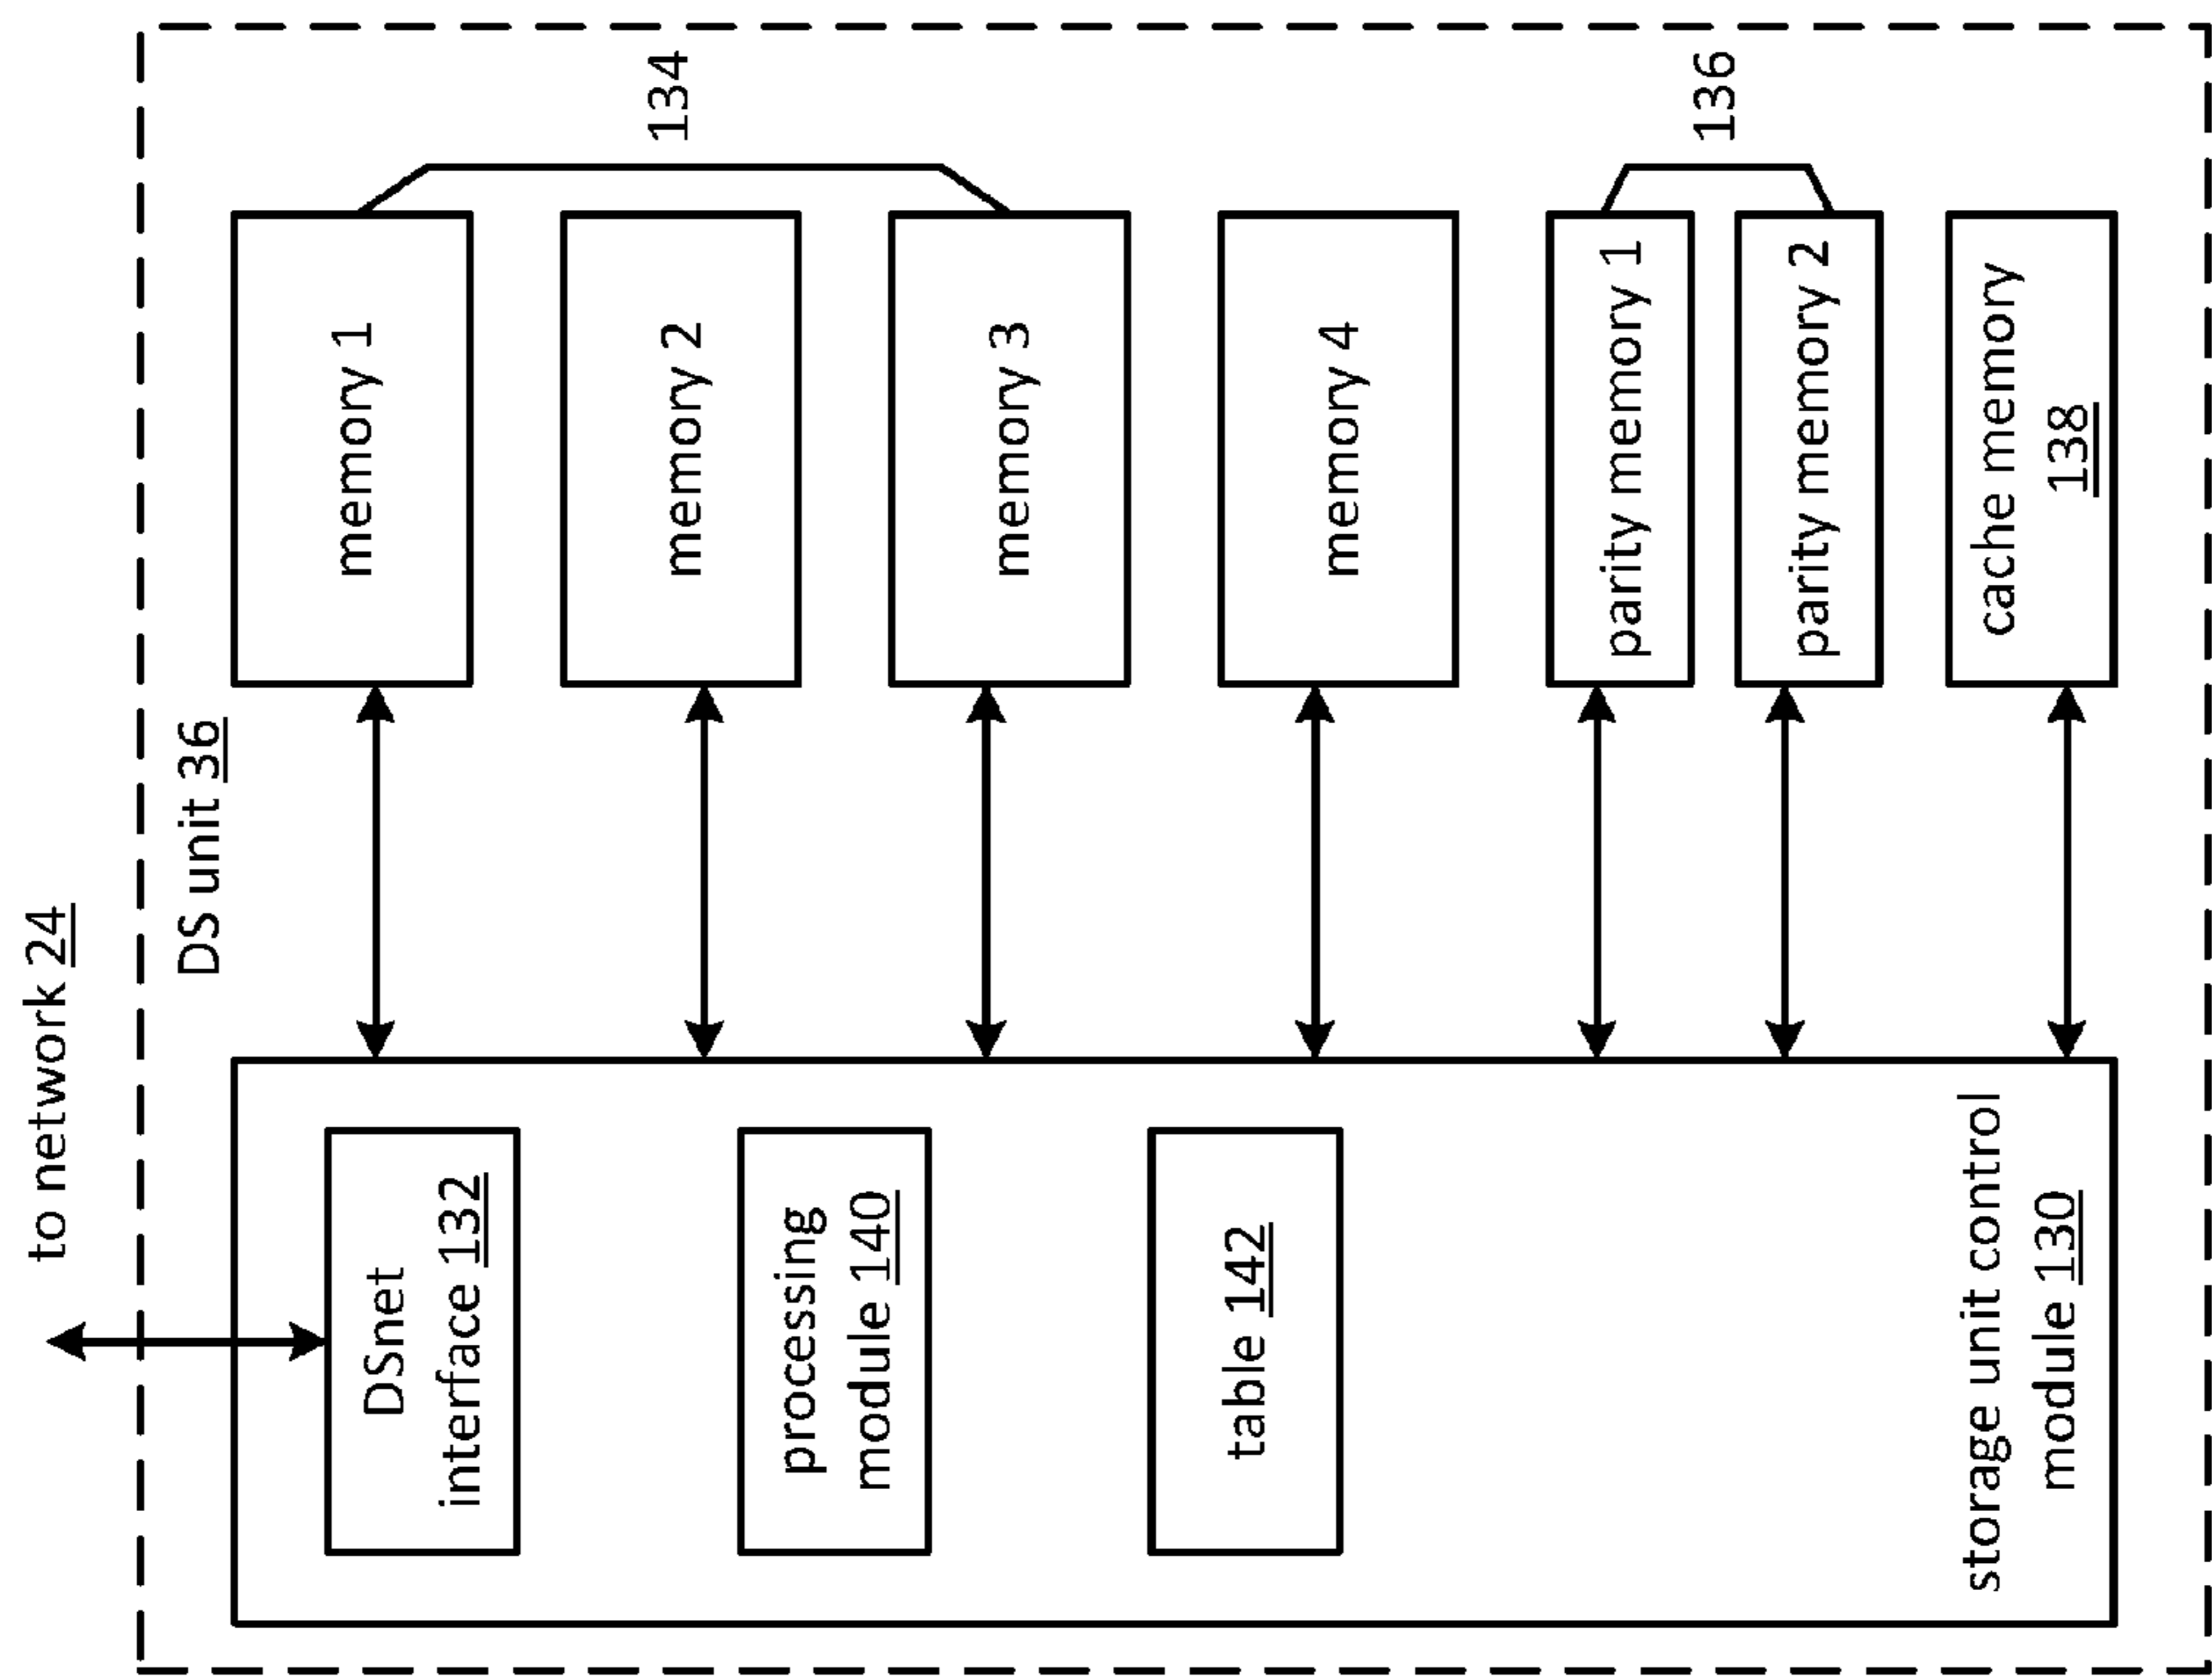 to network 24
DS unit 36
DSnet
interface 132
processing
module 140
table 142
storage unit control
module 130
memory 1
memory 2
memory 3
134
memory 4
parity memory 1
parity memory 2
136
cache memory
138